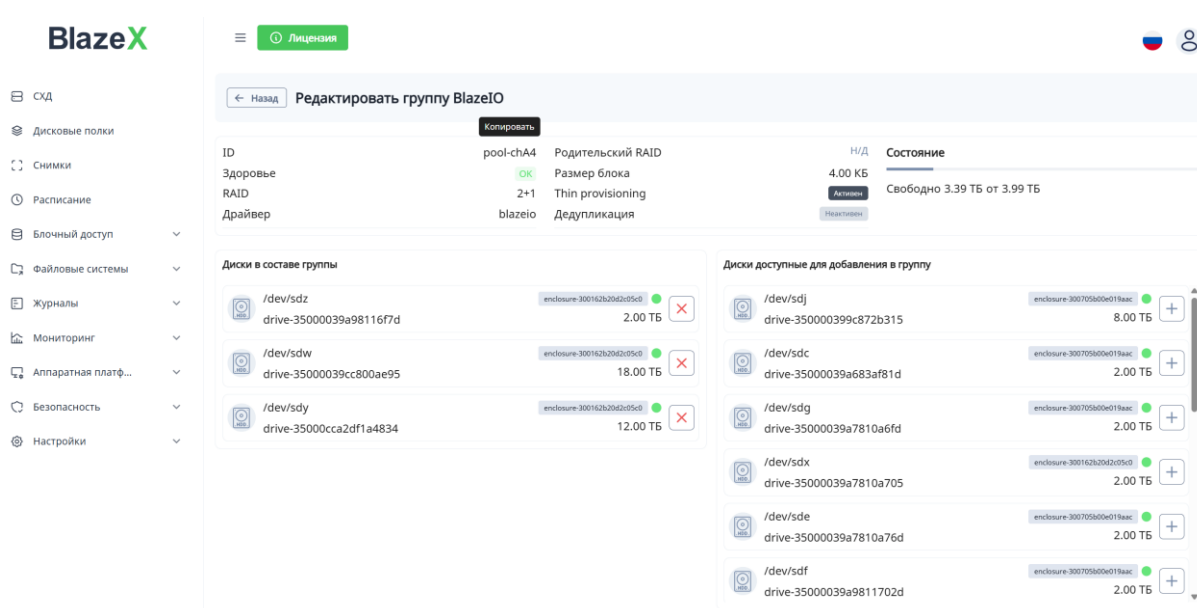 BlazeX
Лицензия
СХД
Дисковые полки
Снимки
Расписание
Блочный доступ
Файловые системы
Журналы
Мониторинг
Аппаратная платф...
Безопасность
Настройки
Назад
Редактировать группу BlazeIO
Копировать
ID pool-chA4
Здоровье OK
RAID 2+1
Драйвер blazeio
Родительский RAID Н/Д
Размер блока 4.00 КБ
Thin provisioning Активен
Дедупликация Неактивен
Состояние
Свободно 3.39 ТБ от 3.99 ТБ
Диски в составе группы
/dev/sdz enclosure-300162b20d2c05c0
drive-35000039a98116f7d 2.00 ТБ
/dev/sdw enclosure-300162b20d2c05c0
drive-35000039cc800ae95 18.00 ТБ
/dev/sdy enclosure-300162b20d2c05c0
drive-35000cca2df1a4834 12.00 ТБ
Диски доступные для добавления в группу
/dev/sdj enclosure-300705b00e019aac
drive-350000399c872b315 8.00 ТБ
/dev/sdc enclosure-300705b00e019aac
drive-35000039a683af81d 2.00 ТБ
/dev/sdg enclosure-300705b00e019aac
drive-35000039a7810a6fd 2.00 ТБ
/dev/sdx enclosure-300162b20d2c05c0
drive-35000039a7810a705 2.00 ТБ
/dev/sde enclosure-300705b00e019aac
drive-35000039a7810a76d 2.00 ТБ
/dev/sdf enclosure-300705b00e019aac
drive-35000039a9811702d 2.00 ТБ